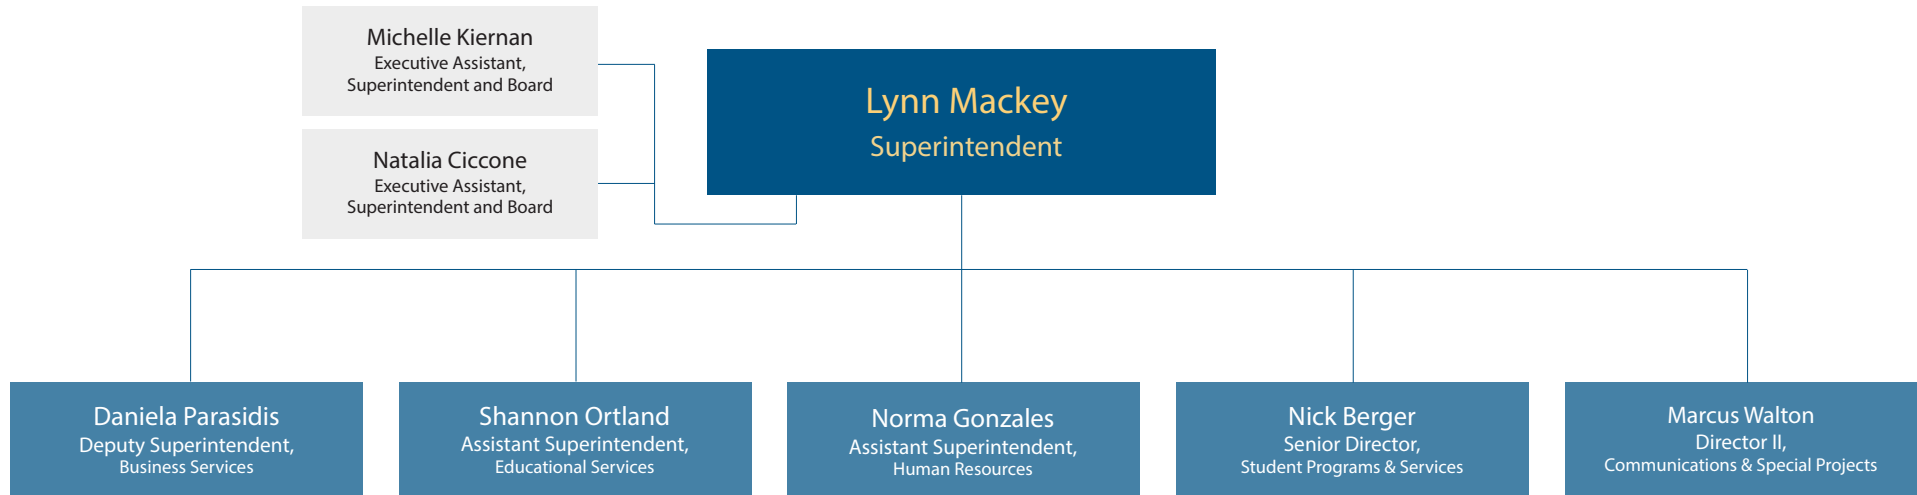 Michelle Kiernan
Executive Assistant,
Superintendent and Board
Lynn Mackey
Superintendent
Natalia Ciccone
Executive Assistant,
Superintendent and Board
Daniela Parasidis
Deputy Superintendent,
Business Services
Shannon Ortland
Assistant Superintendent,
Educational Services
Norma Gonzales
Assistant Superintendent,
Human Resources
Nick Berger
Senior Director,
Student Programs & Services
Marcus Walton
Director II,
Communications & Special Projects